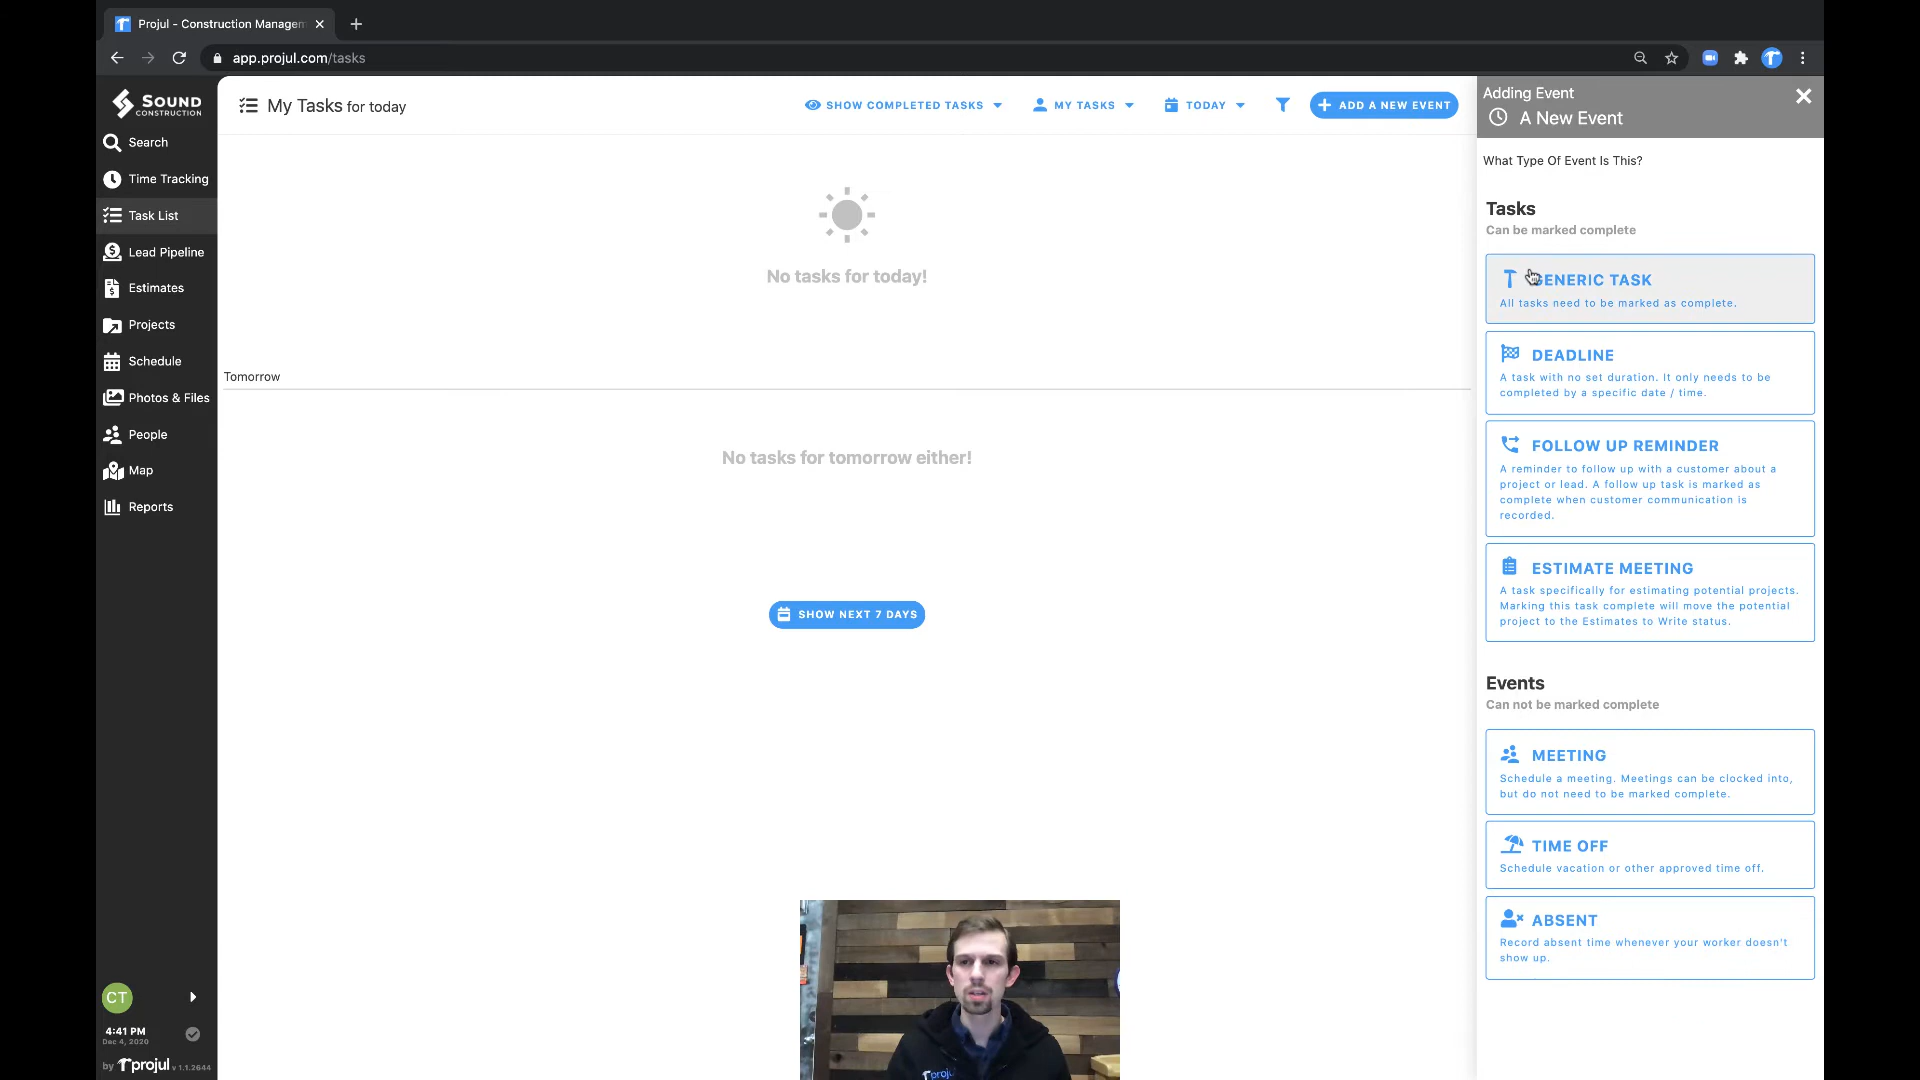 Projul - Construction Managem
app.projul.com/tasks
SOUND
CONSTRUCTION
Search
Time Tracking
Task List
Lead Pipeline
Estimates
Projects
Schedule
Photos & Files
People
Map
Reports
CT
4:41 PM
Dec 4, 2020
by projul v 1.1.2644
My Tasks for today
SHOW COMPLETED TASKS
MY TASKS
TODAY
ADD A NEW EVENT
No tasks for today!
Tomorrow
No tasks for tomorrow either!
SHOW NEXT 7 DAYS
Adding Event
A New Event
What Type Of Event Is This?
Tasks
Can be marked complete
GENERIC TASK
All tasks need to be marked as complete.
DEADLINE
A task with no set duration. It only needs to be
completed by a specific date / time.
FOLLOW UP REMINDER
A reminder to follow up with a customer about a
project or lead. A follow up task is marked as
complete when customer communication is
recorded.
ESTIMATE MEETING
A task specifically for estimating potential projects.
Marking this task complete will move the potential
project to the Estimates to Write status.
Events
Can not be marked complete
MEETING
Schedule a meeting. Meetings can be clocked into,
but do not need to be marked complete.
TIME OFF
Schedule vacation or other approved time off.
ABSENT
Record absent time whenever your worker doesn't
show up.